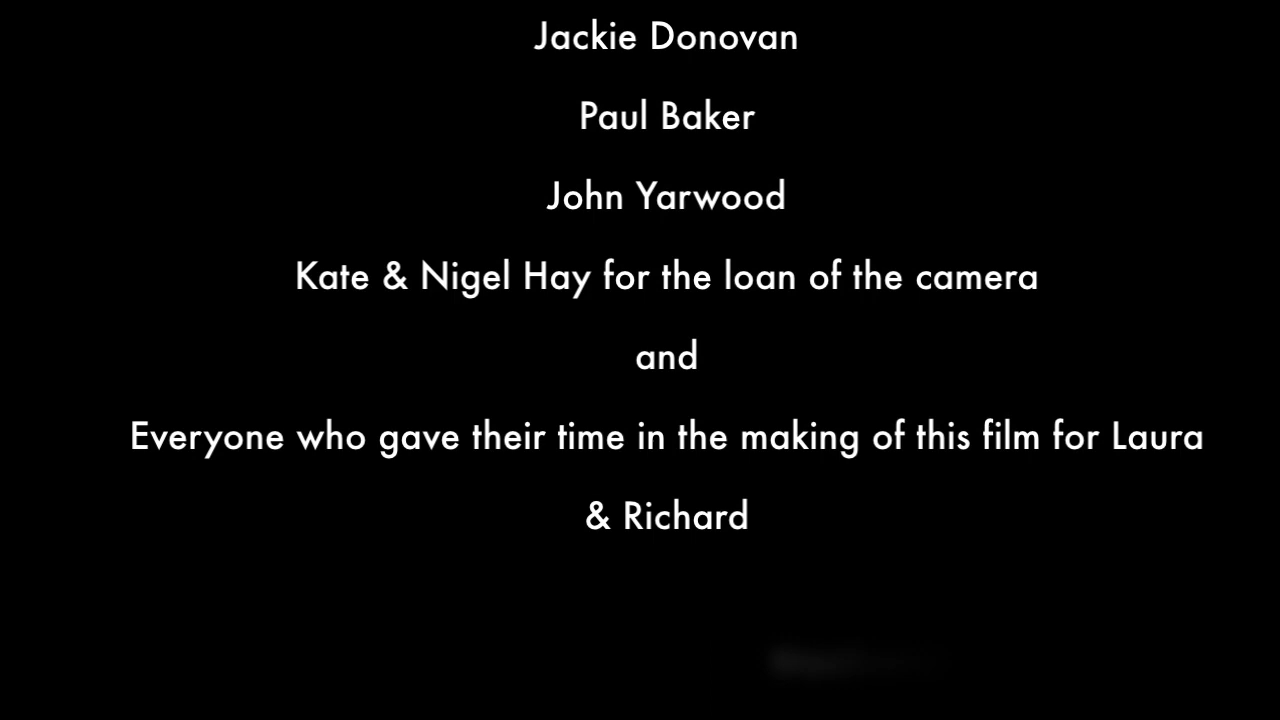 Jackie Donovan
Paul Baker
John Yarwood
Kate & Nigel Hay for the loan of the camera
and
Everyone who gave their time in the making of this film for Laura
& Richard